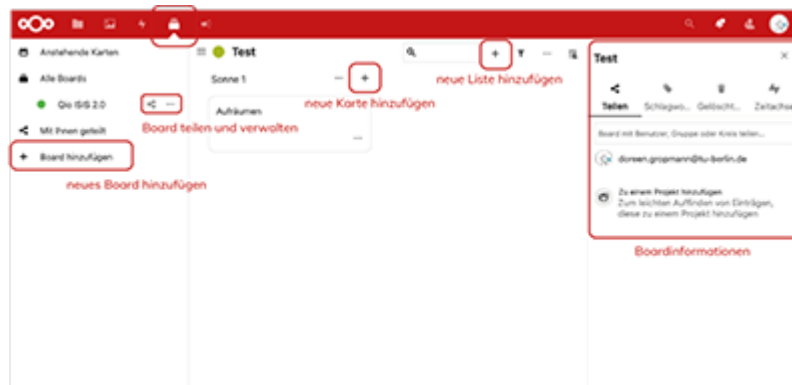 Anstehende Karten
Alle Boards
Qio ISIS 2.0
Board teilen und verwalten
Mit Ihnen geteilt
Board hinzufügen
neues Board hinzufügen
Test
neue Liste hinzufügen
Sonne 1
neue Karte hinzufügen
Aufräumen
Test
Teilen Schlagwo... Gelöscht... Zeitachse
Board mit Benutzer, Gruppe oder Kreis teilen...
doreen.gropmann@tu-berlin.de
Zu einem Projekt hinzufügen
Zum leichten Auffinden von Einträgen,
diese zu einem Projekt hinzufügen
Boardinformationen